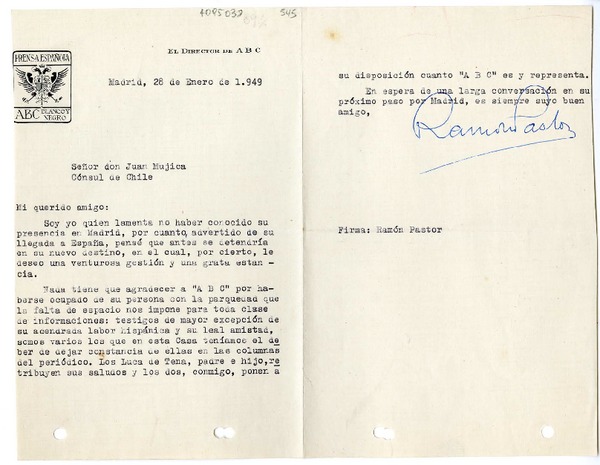 4095032 545
PRENSA ESPAÑOLA
ABC BLANCO Y NEGRO
EL DIRECTOR DE A B C
Madrid, 28 de Enero de 1.949
Señor don Juan Mujica
Cónsul de Chile
Mi querido amigo:
Soy yo quien lamenta no haber conocido su
presencia en Madrid, por cuanto, advertido de su
llegada a España, pensé que antes se detendría
en su nuevo destino, en el cual, por cierto, le
deseo una venturosa gestión y una grata estan -
cia.
Nada tiene que agradecer a "A B C" por ha-
berse ocupado de su persona con la parquedad que
la falta de espacio nos impone para toda clase
de informaciones: testigos de mayor excepción de
su acendrada labor hispánica y su leal amistad,
somos varios los que en esta Casa teníamos el de
ber de dejar constancia de ellas en las columnas
del periódico. Los Luca de Tena, padre e hijo, re
tribuyen sus saludos y los dos, conmigo, ponen a
su disposición cuanto "A B C" es y representa.
En espera de una larga conversación en su
próximo paso por Madrid, es siempre suyo buen
amigo,
Ramón Pastor
Firma: Ramón Pastor